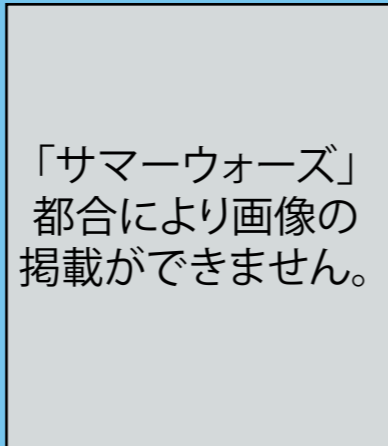 「サマーウォーズ」
都合により画像の
掲載ができません。